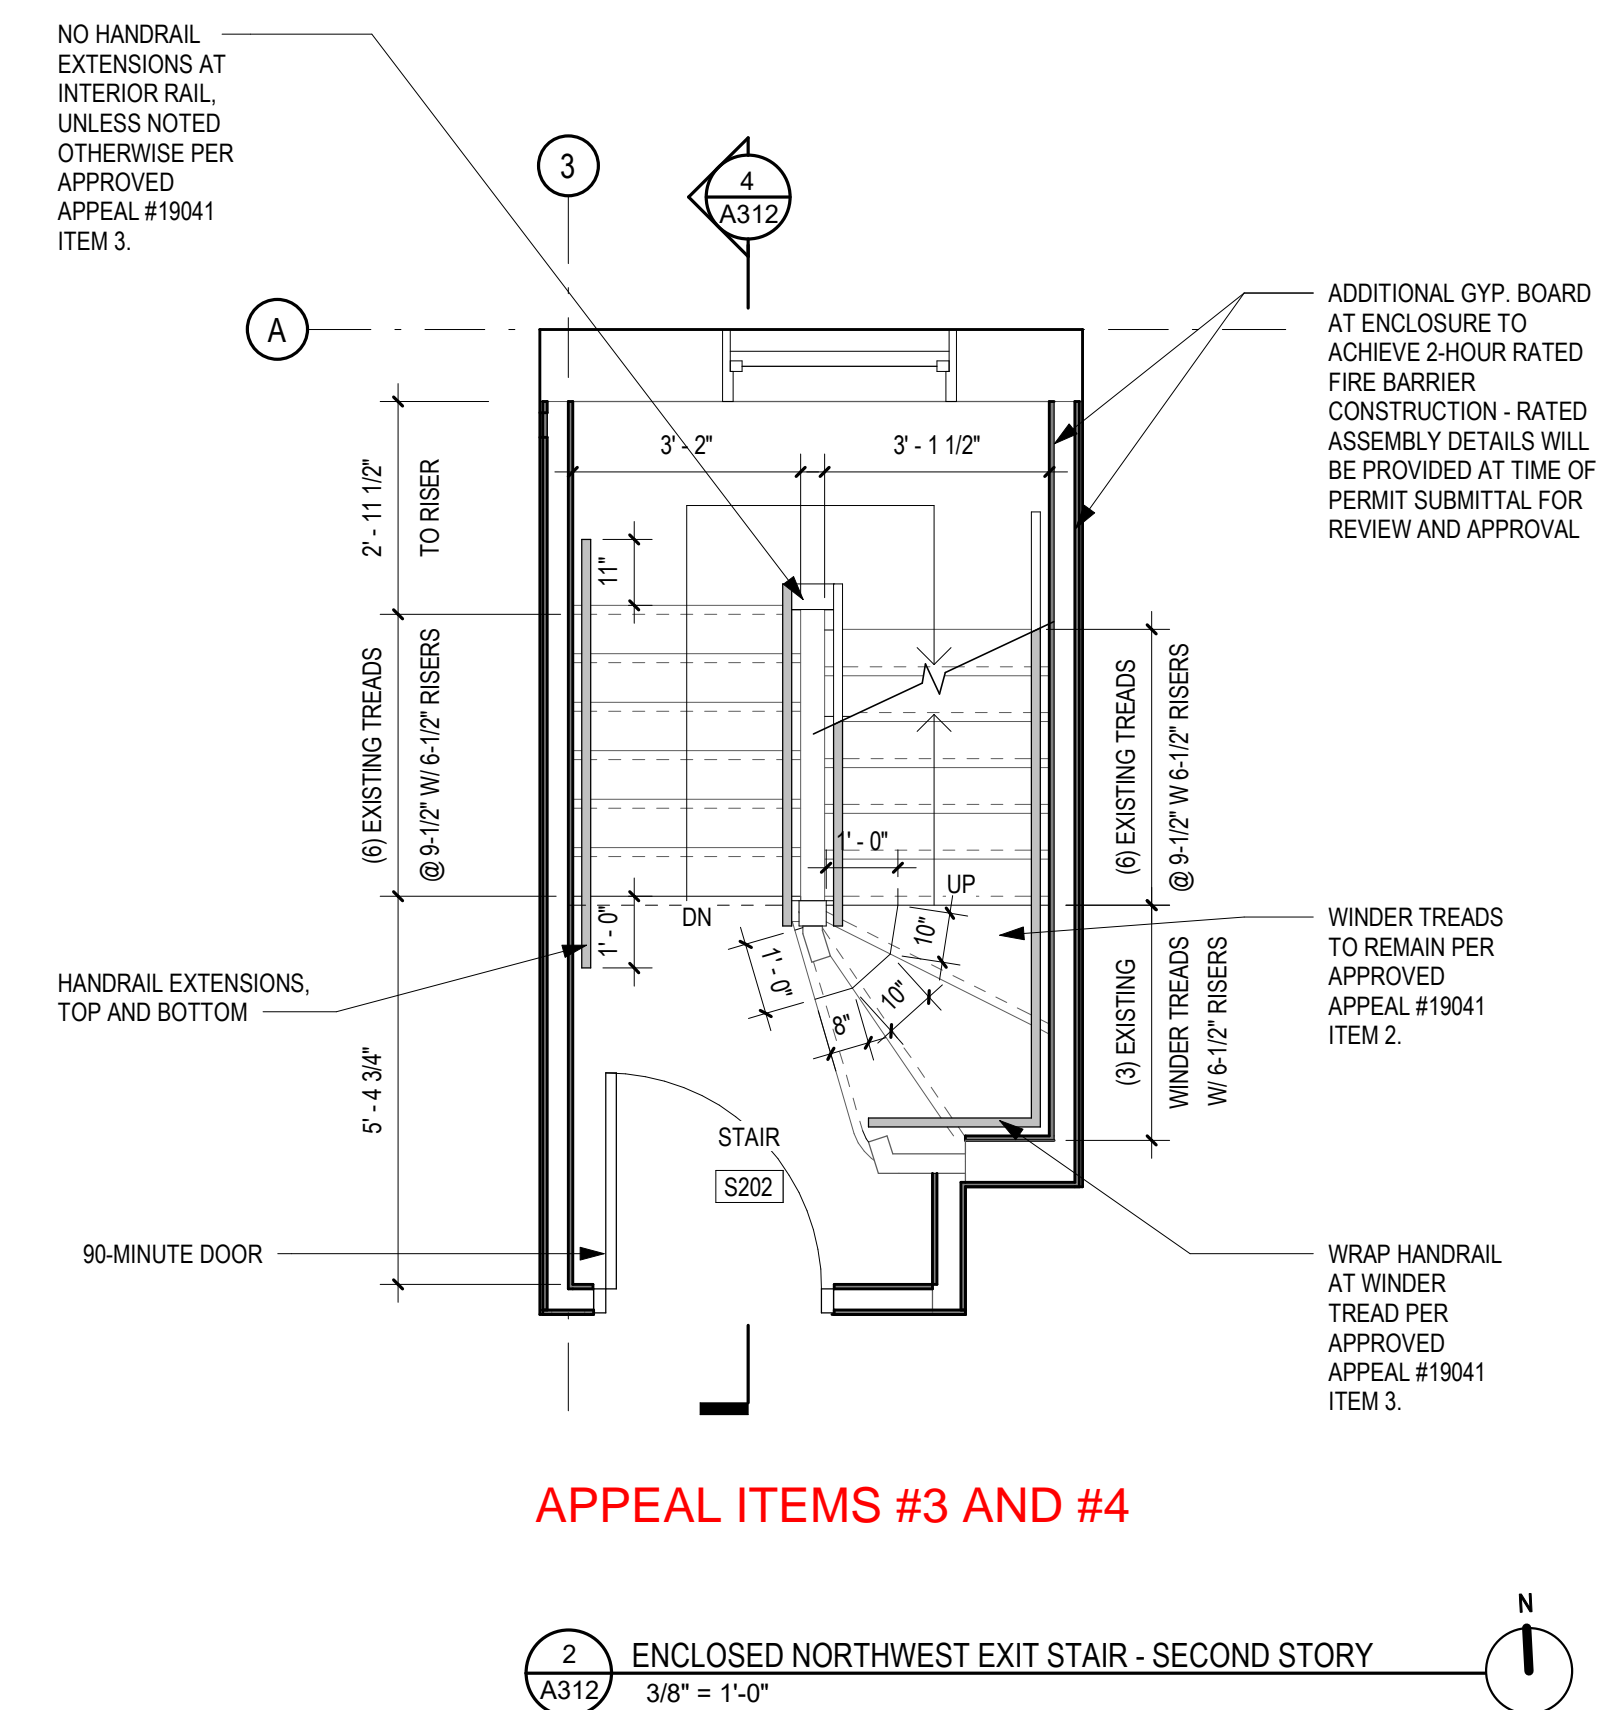 NO HANDRAIL
EXTENSIONS AT
INTERIOR RAIL,
UNLESS NOTED
OTHERWISE PER
APPROVED
APPEAL #19041
ITEM 3.
3
4
A312
A
ADDITIONAL GYP. BOARD
AT ENCLOSURE TO
ACHIEVE 2-HOUR RATED
FIRE BARRIER
CONSTRUCTION - RATED
ASSEMBLY DETAILS WILL
BE PROVIDED AT TIME OF
PERMIT SUBMITTAL FOR
REVIEW AND APPROVAL
3' - 2"
3' - 1 1/2"
2' - 11 1/2"
TO RISER
11"
(6) EXISTING TREADS
@ 9-1/2" W/ 6-1/2" RISERS
(6) EXISTING TREADS
@ 9-1/2" W 6-1/2" RISERS
1' - 0"
UP
DN
1' - 0"
1' - 0"
10"
10"
8"
WINDER TREADS
TO REMAIN PER
APPROVED
APPEAL #19041
ITEM 2.
HANDRAIL EXTENSIONS,
TOP AND BOTTOM
(3) EXISTING
WINDER TREADS
W/ 6-1/2" RISERS
5' - 4 3/4"
STAIR
S202
90-MINUTE DOOR
WRAP HANDRAIL
AT WINDER
TREAD PER
APPROVED
APPEAL #19041
ITEM 3.
APPEAL ITEMS #3 AND #4
N
2
A312
ENCLOSED NORTHWEST EXIT STAIR - SECOND STORY
3/8" = 1'-0"